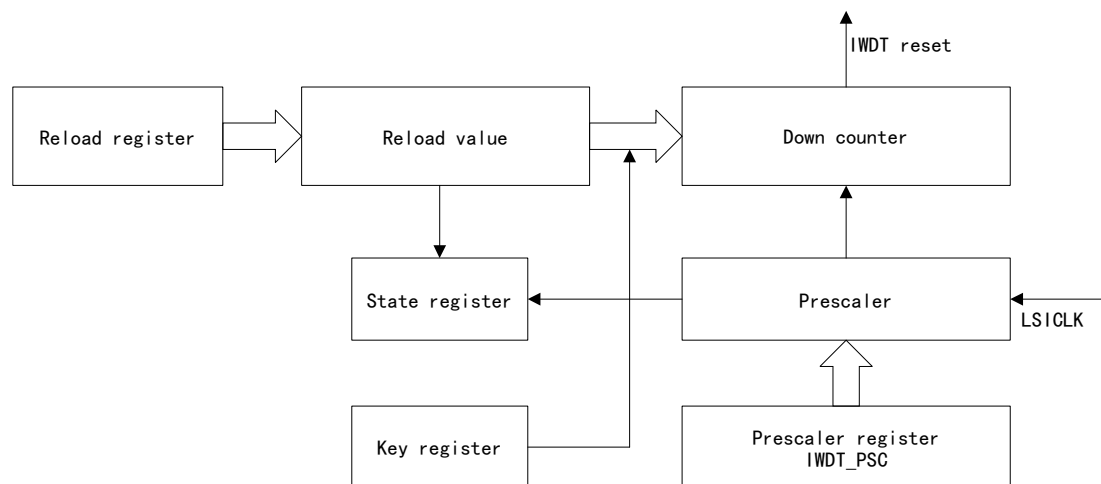 IWDT reset
Reload register
Reload value
Down counter
State register
Prescaler
LSICLK
Key register
Prescaler register
IWDT_PSC